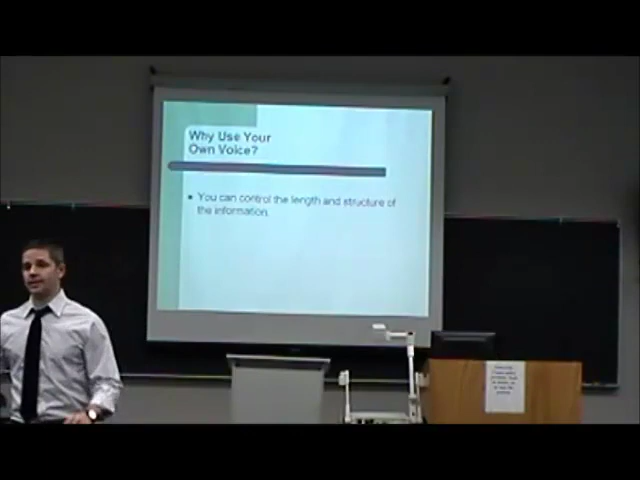 Why Use Your
Own Voice?
You can control the length and structure of
the information.